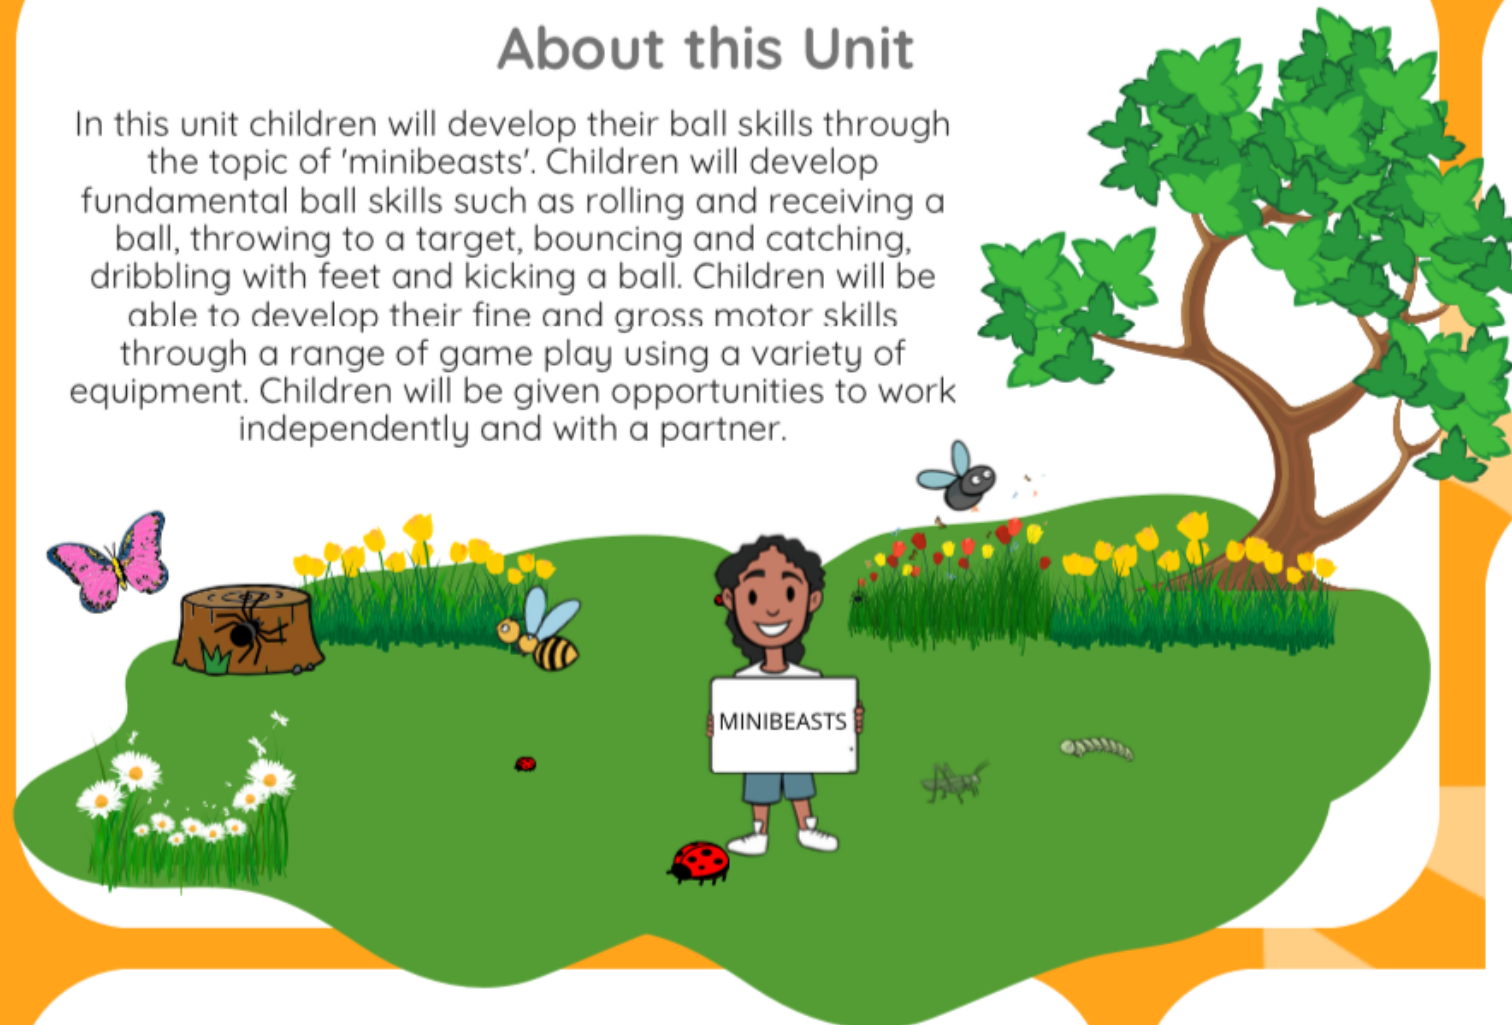 About this Unit
In this unit children will develop their ball skills through
the topic of 'minibeasts'. Children will develop
fundamental ball skills such as rolling and receiving a
ball, throwing to a target, bouncing and catching,
dribbling with feet and kicking a ball. Children will be
able to develop their fine and gross motor skills
through a range of game play using a variety of
equipment. Children will be given opportunities to work
independently and with a partner.
MINIBEASTS